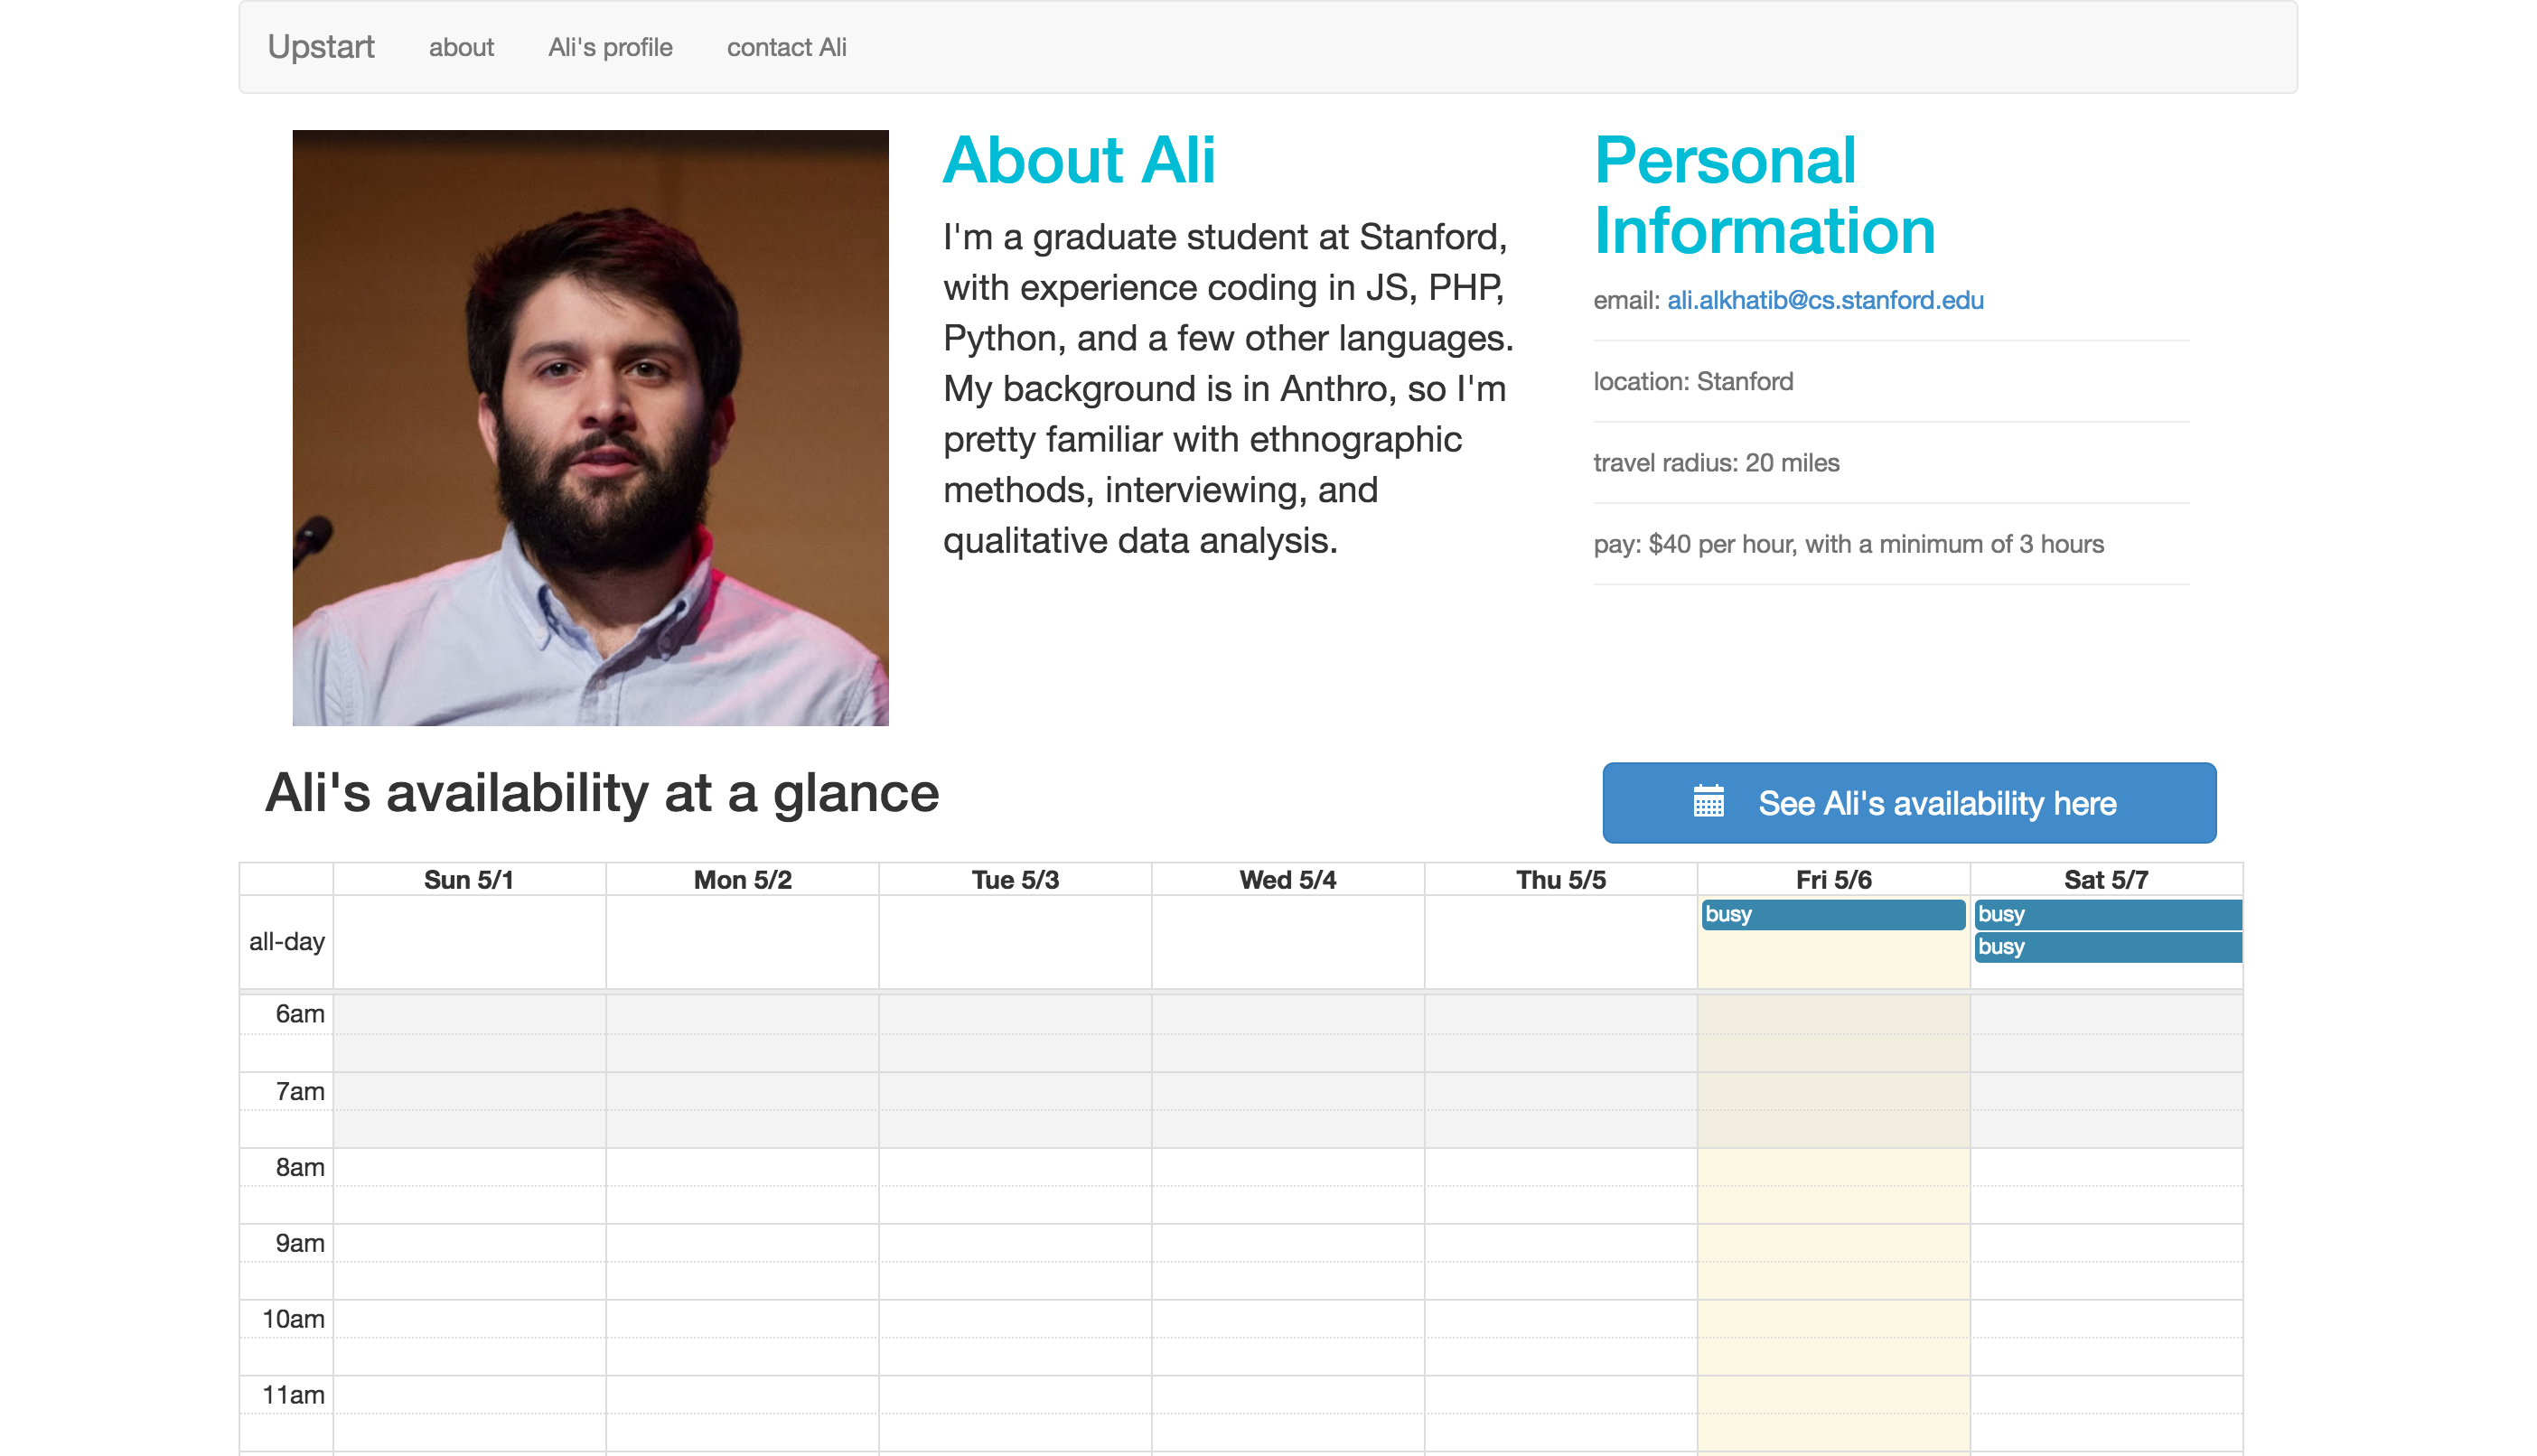 Upstart about Ali's profile contact Ali
About Ali
I'm a graduate student at Stanford,
with experience coding in JS, PHP,
Python, and a few other languages.
My background is in Anthro, so I'm
pretty familiar with ethnographic
methods, interviewing, and
qualitative data analysis.
Personal
Information
email: ali.alkhatib@cs.stanford.edu
location: Stanford
travel radius: 20 miles
pay: $40 per hour, with a minimum of 3 hours
Ali's availability at a glance
See Ali's availability here
Sun 5/1 Mon 5/2 Tue 5/3 Wed 5/4 Thu 5/5 Fri 5/6 Sat 5/7
all-day
busy busy
busy
6am
7am
8am
9am
10am
11am